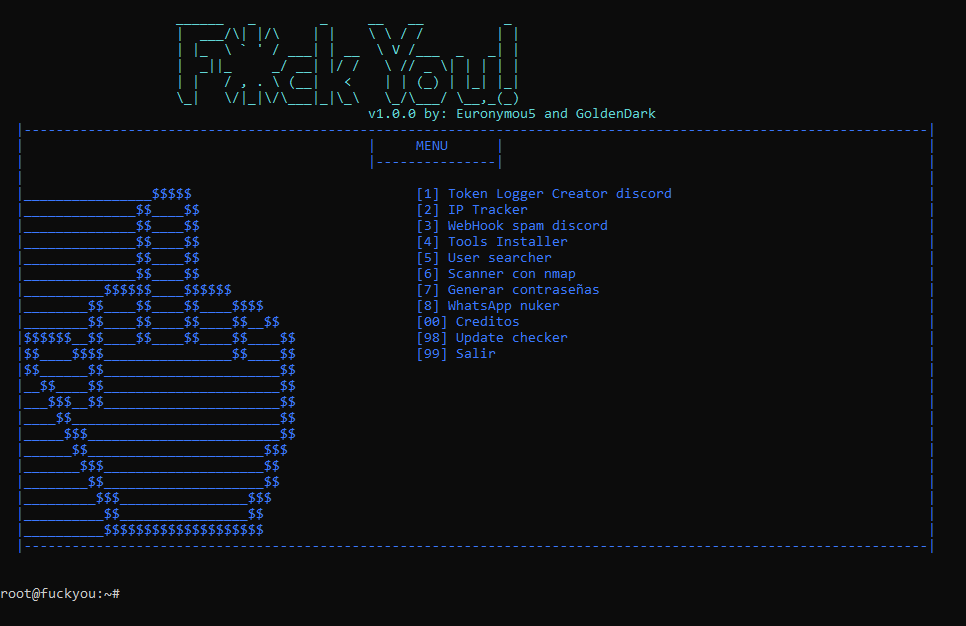 F*ck You!
v1.0.0 by: Euronymou5 and GoldenDark
MENU
[1] Token Logger Creator discord
[2] IP Tracker
[3] WebHook spam discord
[4] Tools Installer
[5] User searcher
[6] Scanner con nmap
[7] Generar contraseñas
[8] WhatsApp nuker
[00] Creditos
[98] Update checker
[99] Salir
root@fuckyou:~#